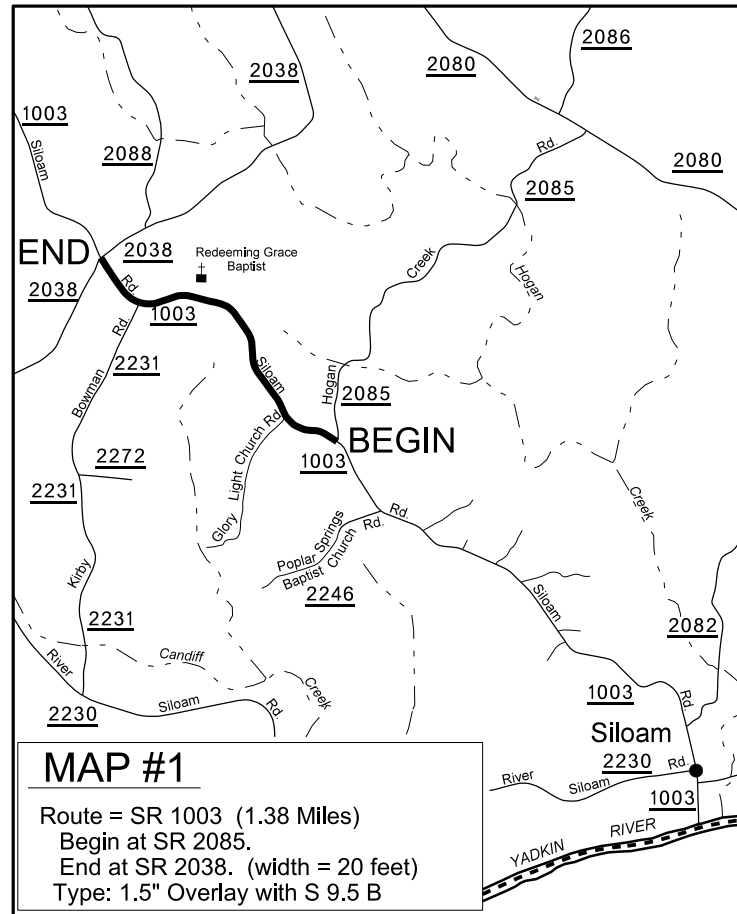 2086
2080
2038
1003
Siloam
2088
Rd.
2080
2085
END
2038
Redeeming Grace
Baptist
Creek
Hogan
2038
Rd.
1003
Rd.
2231
Bowman
Siloam
Hogan
2085
BEGIN
Glory Light Church Rd.
1003
2272
2231
Creek
Rd.
Poplar Springs
Baptist Church Rd.
2246
Kirby
Siloam
2231
2082
River
Candiff
Creek
1003
Rd.
2230
Siloam
Rd.
Siloam
2230
River
Siloam
Rd.
1003
YADKIN RIVER
MAP #1
Route = SR 1003 (1.38 Miles)
Begin at SR 2085.
End at SR 2038. (width = 20 feet)
Type: 1.5" Overlay with S 9.5 B